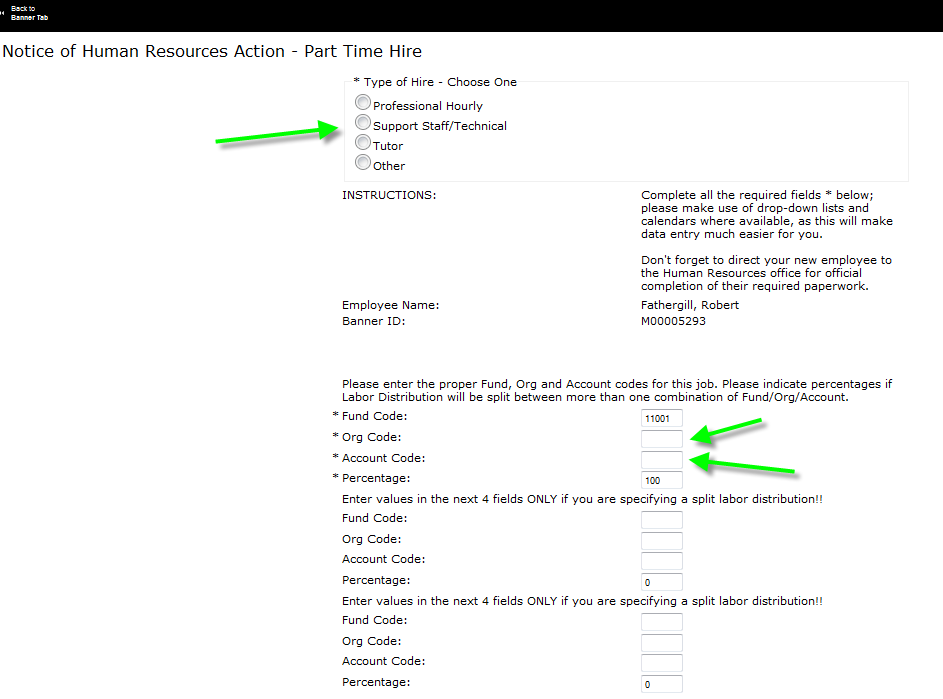 Back to
Banner Tab
Notice of Human Resources Action - Part Time Hire
* Type of Hire - Choose One
Professional Hourly
Support Staff/Technical
Tutor
Other
INSTRUCTIONS:
Complete all the required fields * below;
please make use of drop-down lists and
calendars where available, as this will make
data entry much easier for you.
Don't forget to direct your new employee to
the Human Resources office for official
completion of their required paperwork.
Employee Name: Fathergill, Robert
Banner ID: M00005293
Please enter the proper Fund, Org and Account codes for this job. Please indicate percentages if
Labor Distribution will be split between more than one combination of Fund/Org/Account.
* Fund Code: 11001
* Org Code:
* Account Code:
* Percentage: 100
Enter values in the next 4 fields ONLY if you are specifying a split labor distribution!!
Fund Code:
Org Code:
Account Code:
Percentage: 0
Enter values in the next 4 fields ONLY if you are specifying a split labor distribution!!
Fund Code:
Org Code:
Account Code:
Percentage: 0